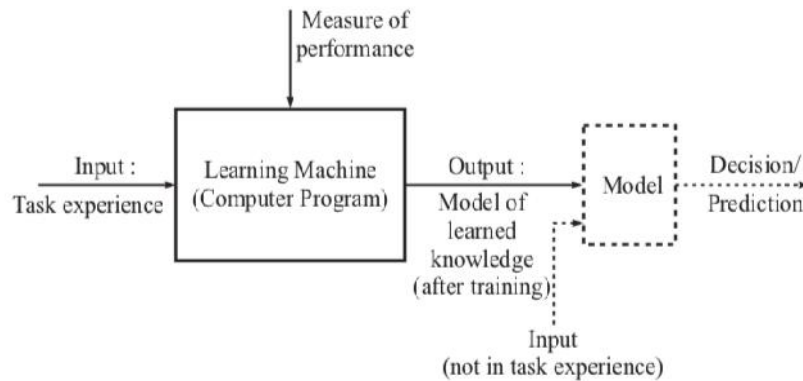 Measure of
performance
Input :
Task experience
Learning Machine
(Computer Program)
Output :
Model of
learned
knowledge
(after training)
Model
Decision/
Prediction
Input
(not in task experience)